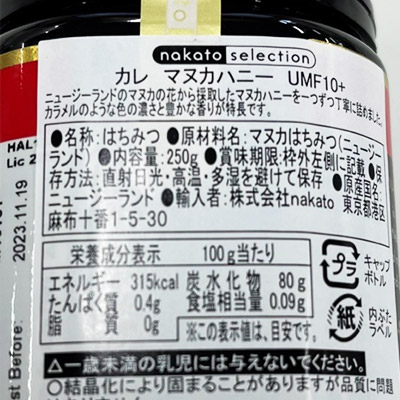 nakato selection
カレ マヌカハニー UMF10+
ニュージーランドのマヌカの花から採取したマヌカハニーを一つずつ丁寧に詰めました。
カラメルのような色の濃さと豊かな香りが特長です。
●名称:はちみつ ●原材料名:マヌカはちみつ(ニュージー
ランド) ●内容量:250g ●賞味期限:枠外左側に記載 ●保
存方法:直射日光・高温・多湿を避けて保存 ●原産国名:
ニュージーランド ●輸入者:株式会社nakato 東京都港区
麻布十番1-5-30
栄養成分表示 100g当たり
エネルギー 315kcal 炭水化物 80g
たんぱく質 0.4g 食塩相当量 0.09g
脂質 0g ※この表示値は、目安です。
プラ キャップ ボトル
紙 内ぶた ラベル
⚠一歳未満の乳児には与えないでください。
○結晶化により固まることがありますが品質に問
HAL
Lic 2
2023.11.19
st Before: